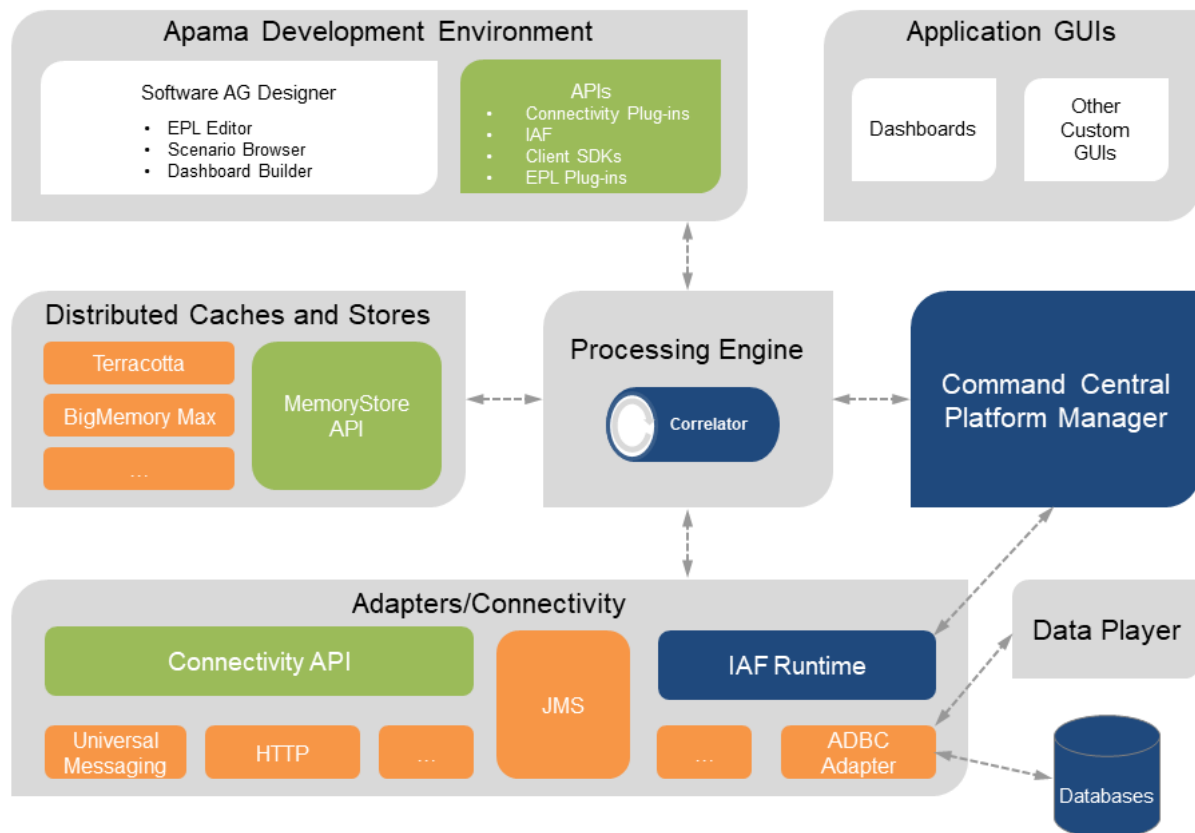 Apama Development Environment
Software AG Designer
• EPL Editor
• Scenario Browser
• Dashboard Builder
APIs
• Connectivity Plug-ins
• IAF
• Client SDKs
• EPL Plug-ins
Application GUIs
Dashboards
Other
Custom
GUIs
Distributed Caches and Stores
Terracotta
BigMemory Max
...
MemoryStore
API
Processing Engine
Correlator
Command Central
Platform Manager
Adapters/Connectivity
Connectivity API
JMS
IAF Runtime
Universal
Messaging
HTTP
...
...
ADBC
Adapter
Data Player
Databases